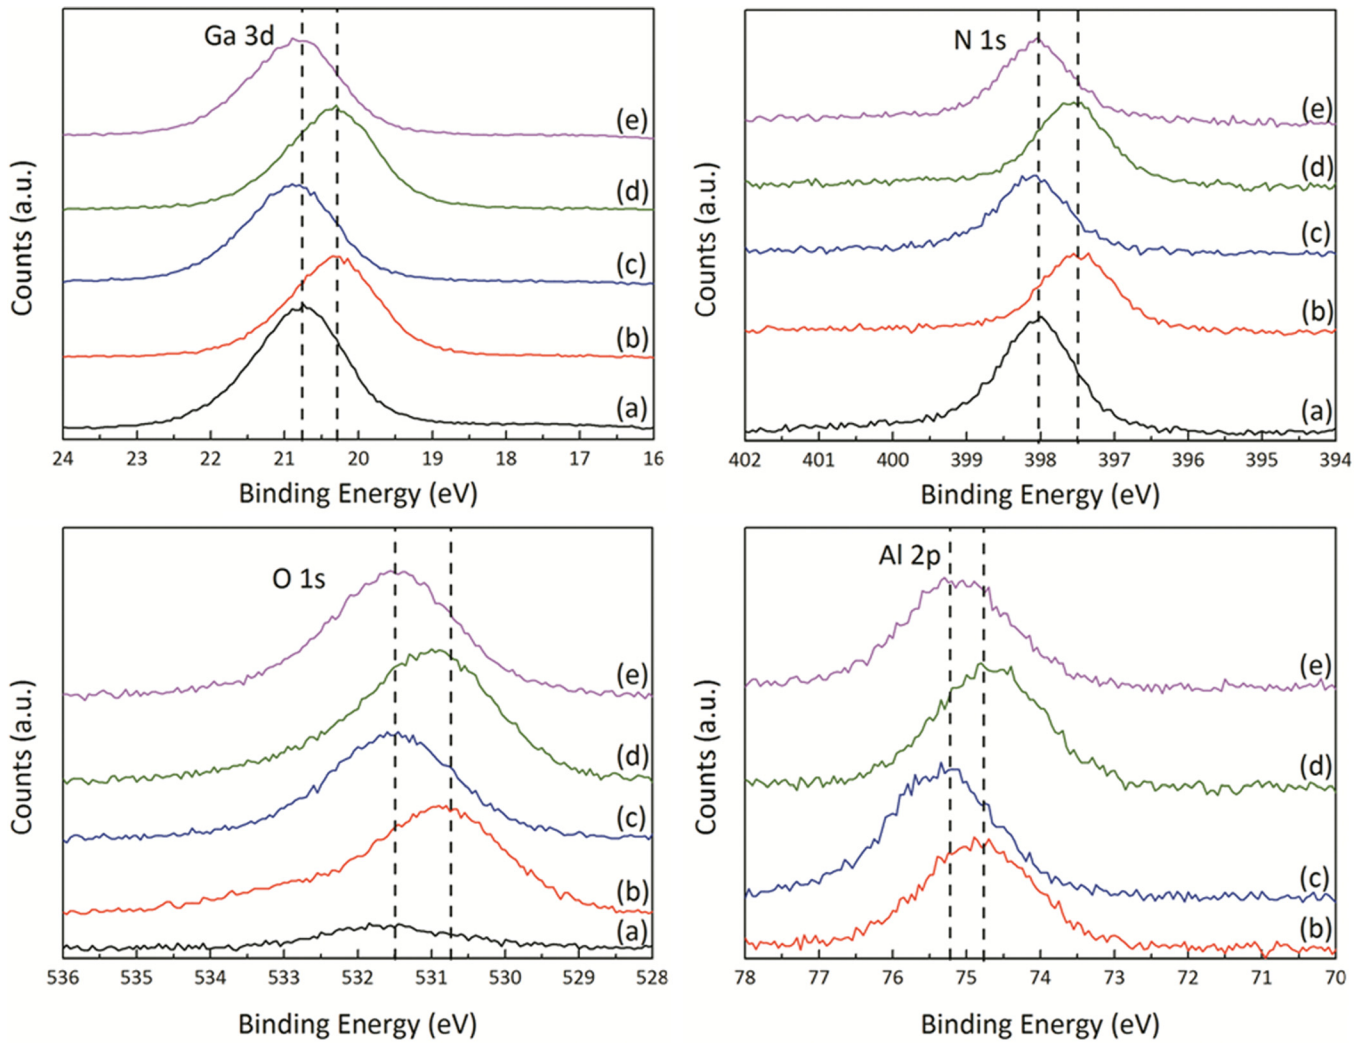 Ga 3d
(e)
(d)
(c)
(b)
(a)
Counts (a.u.)
24 23 22 21 20 19 18 17 16
Binding Energy (eV)
N 1s
(e)
(d)
(c)
(b)
(a)
Counts (a.u.)
402 401 400 399 398 397 396 395 394
Binding Energy (eV)
O 1s
(e)
(d)
(c)
(b)
(a)
Counts (a.u.)
536 535 534 533 532 531 530 529 528
Binding Energy (eV)
Al 2p
(e)
(d)
(c)
(b)
Counts (a.u.)
78 77 76 75 74 73 72 71 70
Binding Energy (eV)